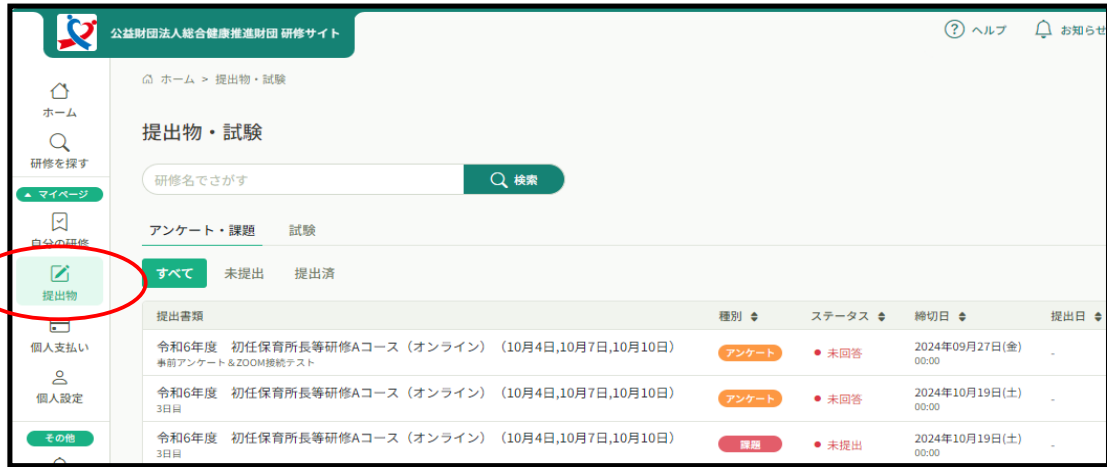 公益財団法人総合健康推進財団 研修サイト
ヘルプ
お知らせ
ホーム > 提出物・試験
ホーム
研修を探す
マイページ
自分の研修
提出物
個人支払い
個人設定
その他
提出物・試験
研修名でさがす
検索
アンケート・課題 試験
すべて 未提出 提出済
提出書類 種別 ステータス 締切日 提出日
令和6年度 初任保育所長等研修Aコース（オンライン）（10月4日,10月7日,10月10日） アンケート 未回答 2024年09月27日(金) -
事前アンケート＆ZOOM接続テスト 00:00
令和6年度 初任保育所長等研修Aコース（オンライン）（10月4日,10月7日,10月10日） アンケート 未回答 2024年10月19日(土) -
3日目 00:00
令和6年度 初任保育所長等研修Aコース（オンライン）（10月4日,10月7日,10月10日） 課題 未提出 2024年10月19日(土) -
3日目 00:00